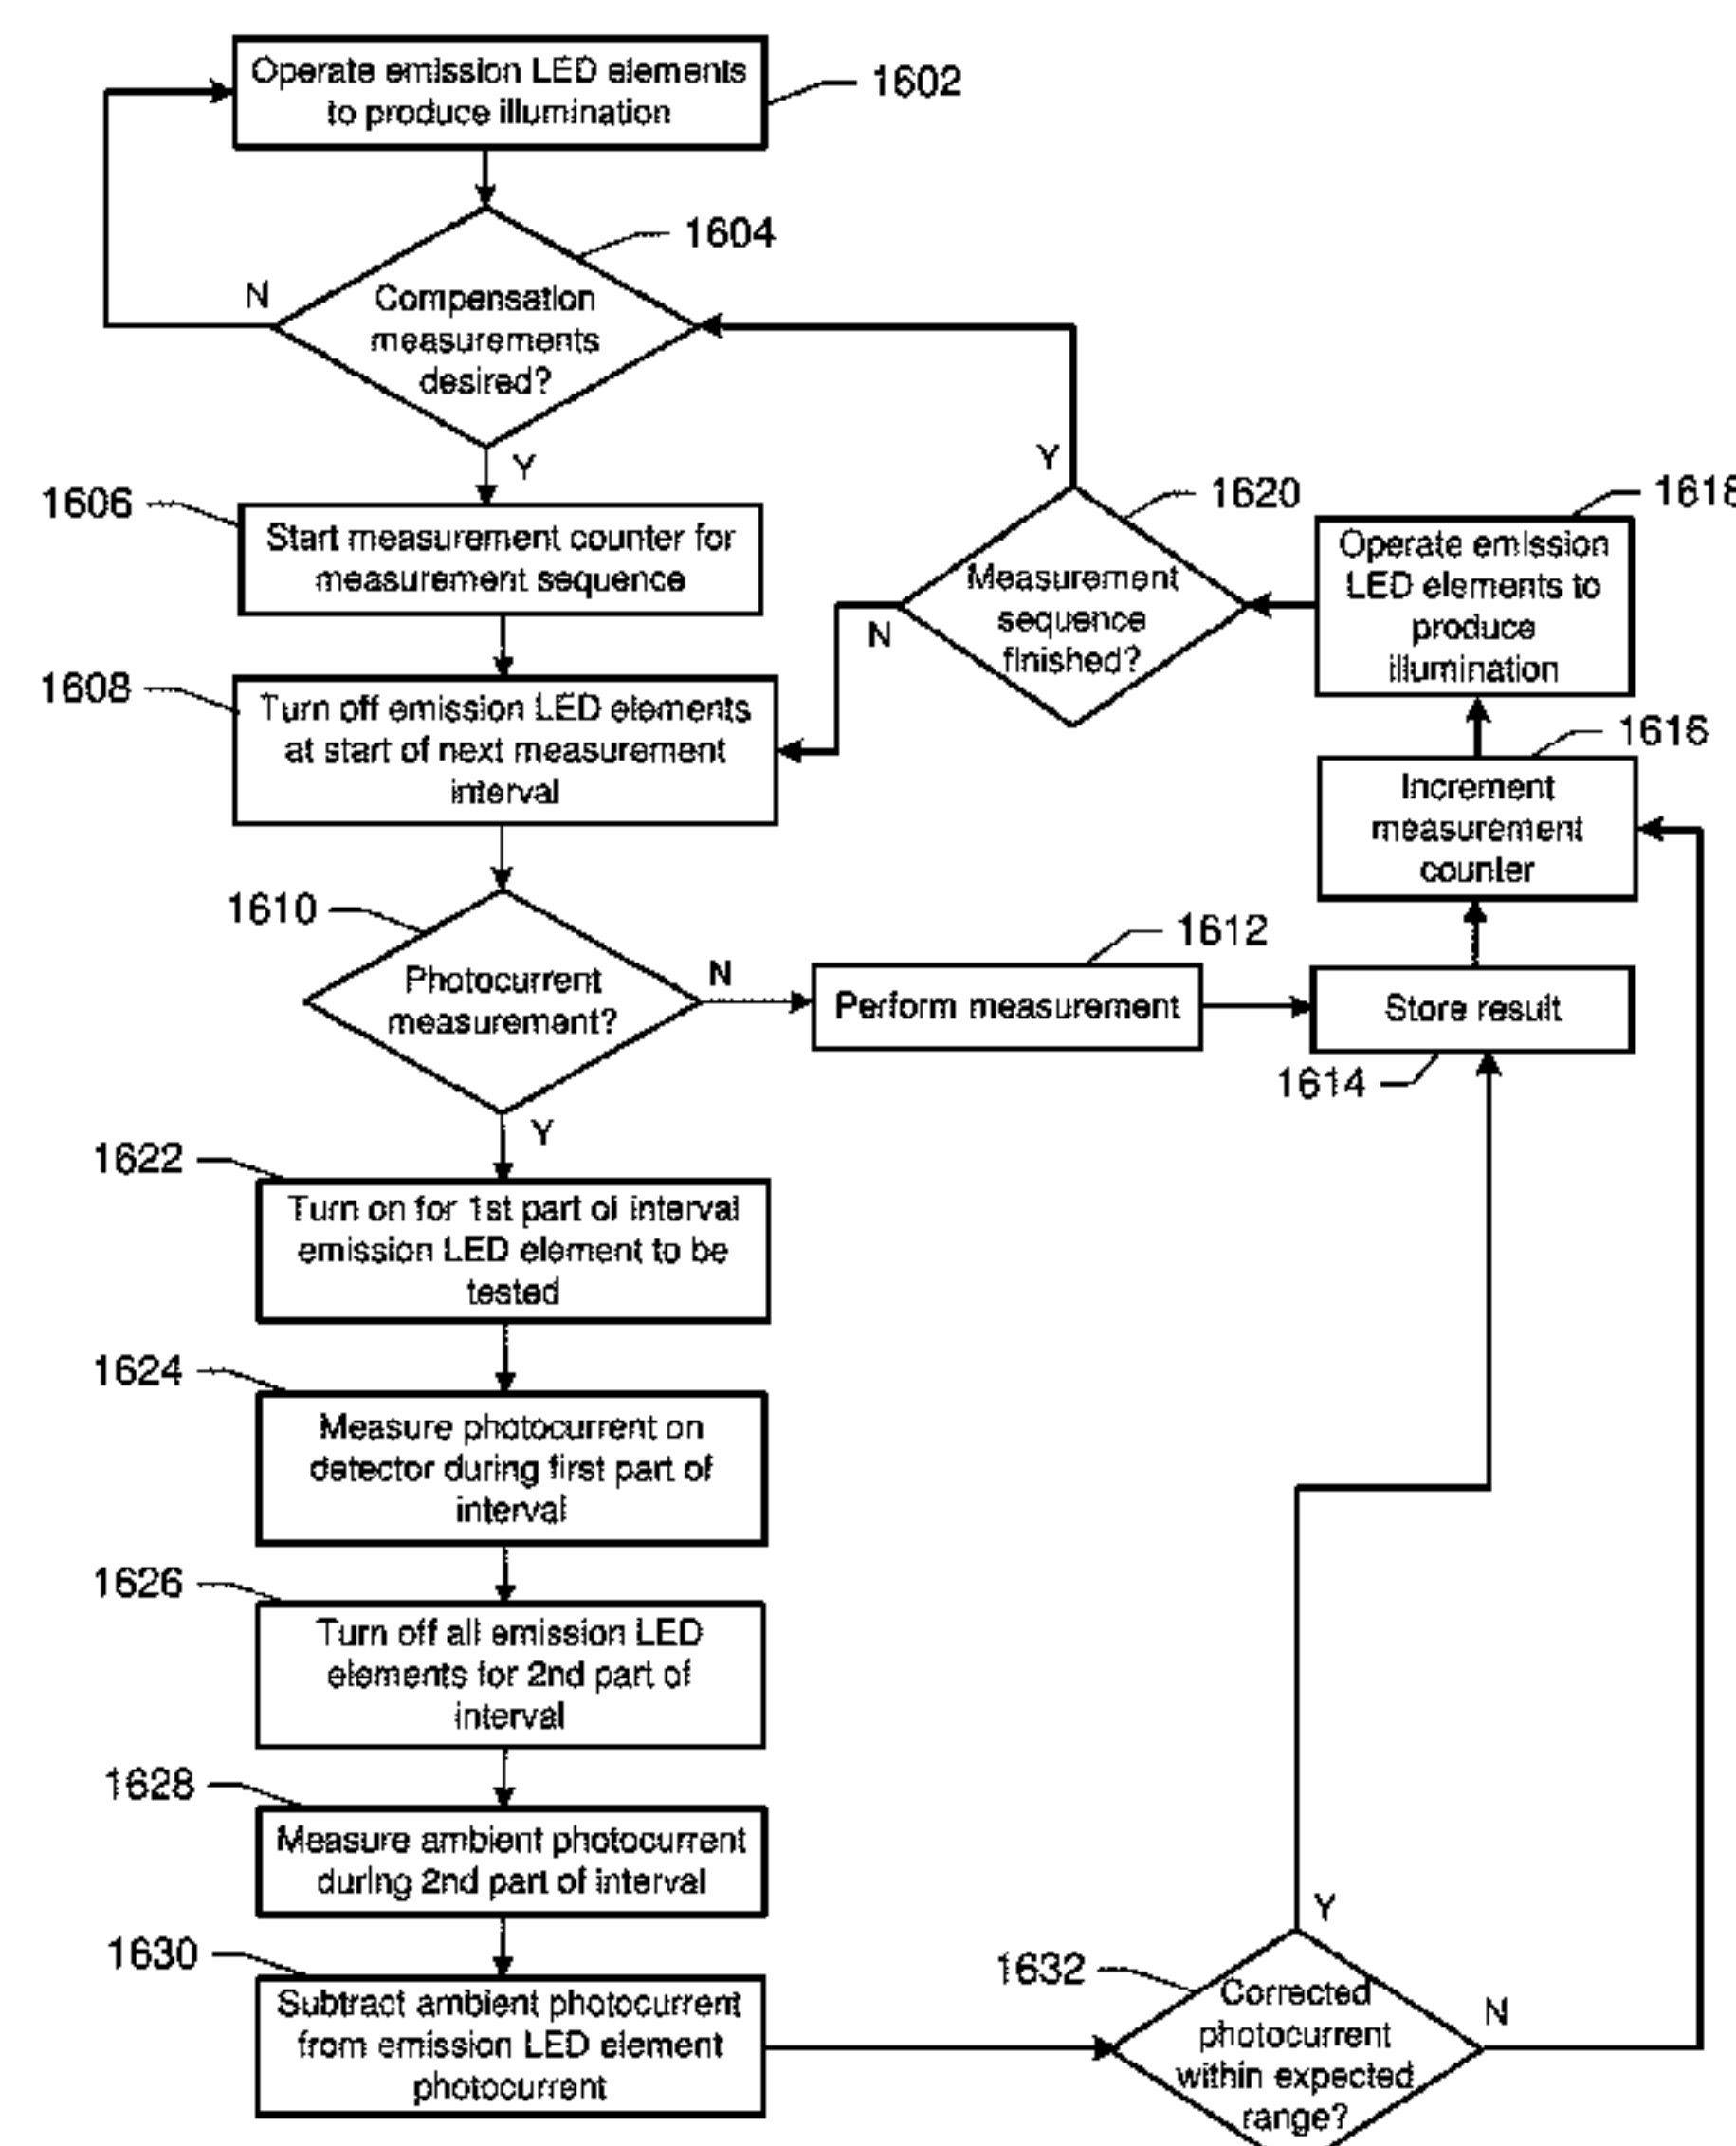 Operate emission LED elements
to produce illumination
1602
1604
N
Compensation
measurements
desired?
Y
1606
Start measurement counter for
measurement sequence
Y
1620
1618
Operate emission
LED elements to
produce
illumination
Measurement
sequence
finished?
N
1608
Turn off emission LED elements
at start of next measurement
interval
1616
Increment
measurement
counter
1610
Photocurrent
measurement?
N
1612
Perform measurement
Store result
1614
Y
1622
Turn on for 1st part of interval
emission LED element to be
tested
1624
Measure photocurrent on
detector during first part of
interval
1626
Turn off all emission LED
elements for 2nd part of
interval
1628
Measure ambient photocurrent
during 2nd part of interval
1630
Subtract ambient photocurrent
from emission LED element
photocurrent
Y
1632
Corrected
photocurrent
within expected
range?
N